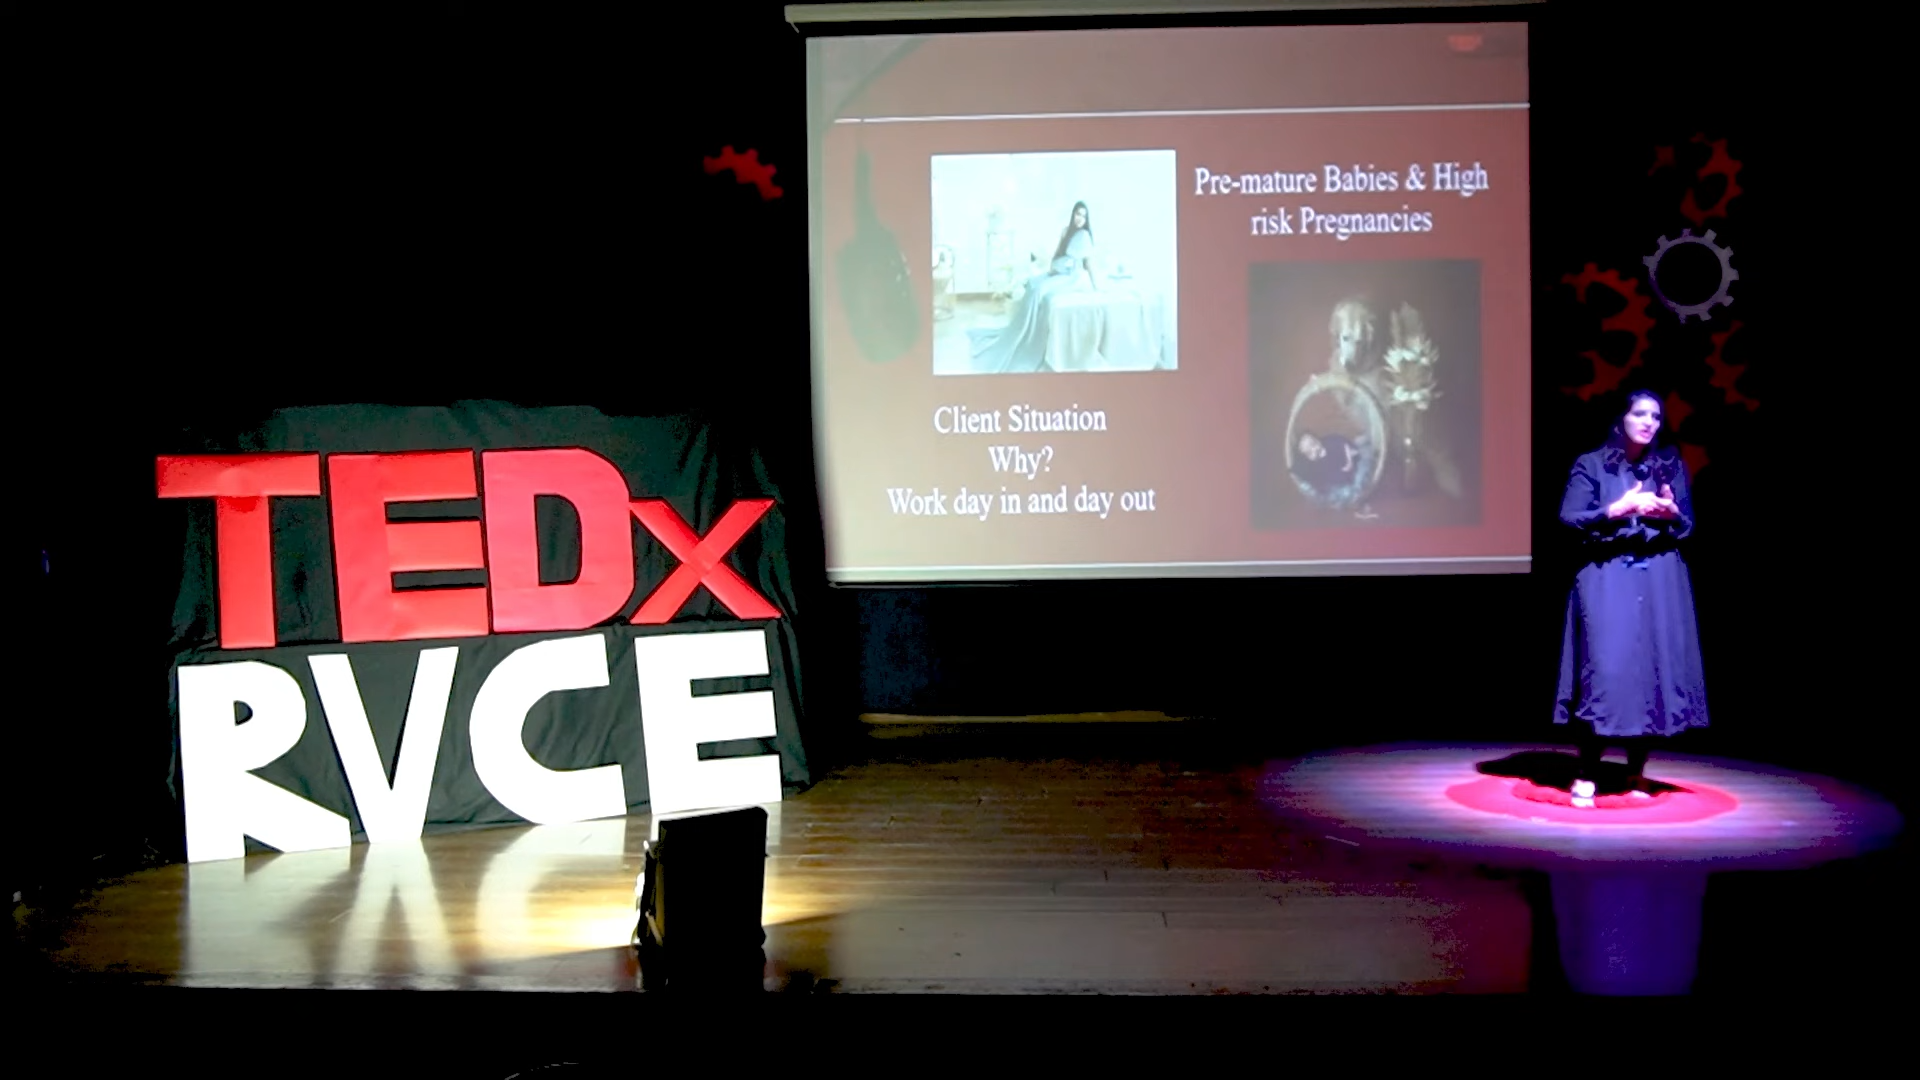 TEDx
RVCE
Pre-mature Babies & High
risk Pregnancies
Client Situation
Why?
Work day in and day out